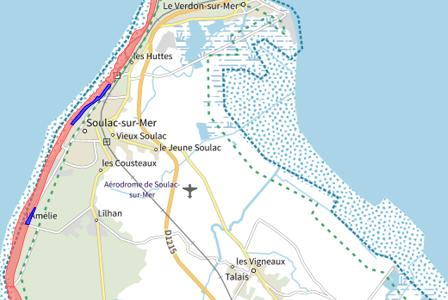 Le Verdon-sur-Mer
les Huttes
Soulac-sur-Mer
Vieux Soulac
le Jeune Soulac
les Cousteaux
Aérodrome de Soulac-
sur-Mer
Amélie
Lilhan
D1215
les Vigneaux
Talais